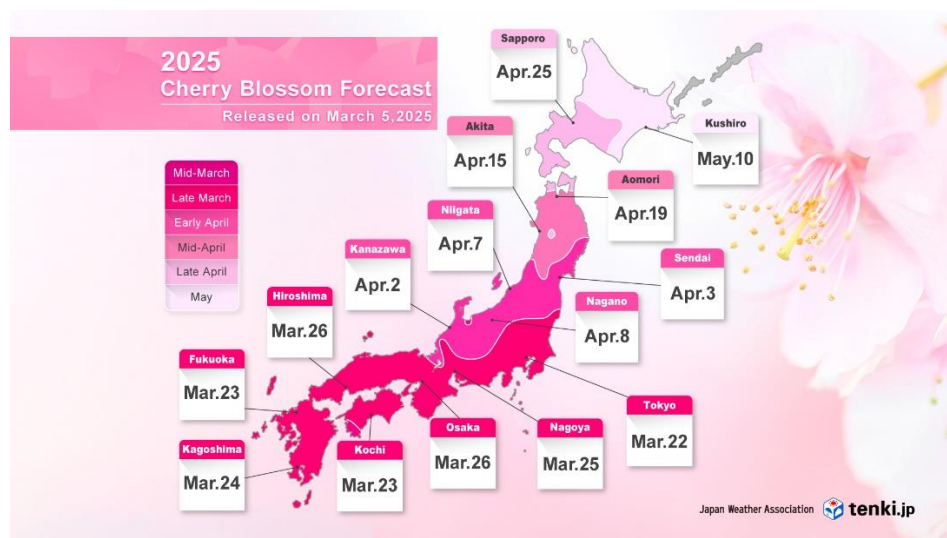 2025
Cherry Blossom Forecast
Released on March 5,2025
Mid-March
Late March
Early April
Mid-April
Late April
May
Sapporo
Apr.25
Kushiro
May.10
Akita
Apr.15
Aomori
Apr.19
Niigata
Apr.7
Kanazawa
Apr.2
Sendai
Apr.3
Nagano
Apr.8
Hiroshima
Mar.26
Fukuoka
Mar.23
Tokyo
Mar.22
Kagoshima
Mar.24
Kochi
Mar.23
Osaka
Mar.26
Nagoya
Mar.25
Japan Weather Association tenki.jp